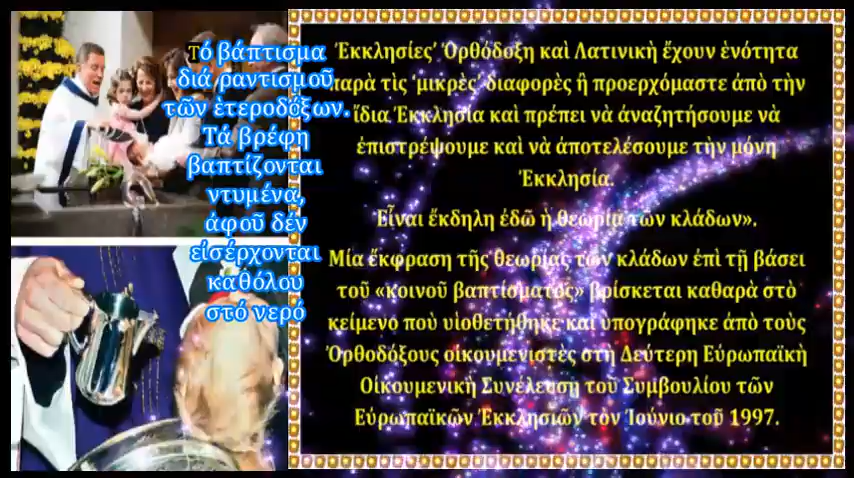 Τό βάπτισμα
διά ραντισμοῦ
τῶν ἑτεροδόξων.
Τά βρέφη
βαπτίζονται
ντυμένα,
ἀφοῦ δέν
εἰσέρχονται
καθόλου
στό νερό
Ἐκκλησίες’ Ὀρθόδοξη καὶ Λατινικὴ ἔχουν ἑνότητα
παρὰ τὶς ‘μικρὲς’ διαφορὲς ἢ προερχόμαστε ἀπὸ τὴν
ἴδια Ἐκκλησία καὶ πρέπει νὰ ἀναζητήσουμε νὰ
ἐπιστρέψουμε καὶ νὰ ἀποτελέσουμε τὴν μόνη
Ἐκκλησία.
Εἶναι ἔκδηλη ἐδῶ ἡ θεωρία τῶν κλάδων».
Μία ἔκφραση τῆς θεωρίας τῶν κλάδων ἐπὶ τῇ βάσει
τοῦ «κοινοῦ βαπτίσματος» βρίσκεται καθαρὰ στὸ
κείμενο ποὺ υἱοθετήθηκε καὶ ὑπογράφηκε ἀπὸ τοὺς
Ὀρθοδόξους οἰκουμενιστὲς στὴ Δεύτερη Εὐρωπαϊκὴ
Οἰκουμενικὴ Συνέλευση τοῦ Συμβουλίου τῶν
Εὐρωπαϊκῶν Ἐκκλησιῶν τὸν Ἰούνιο τοῦ 1997.